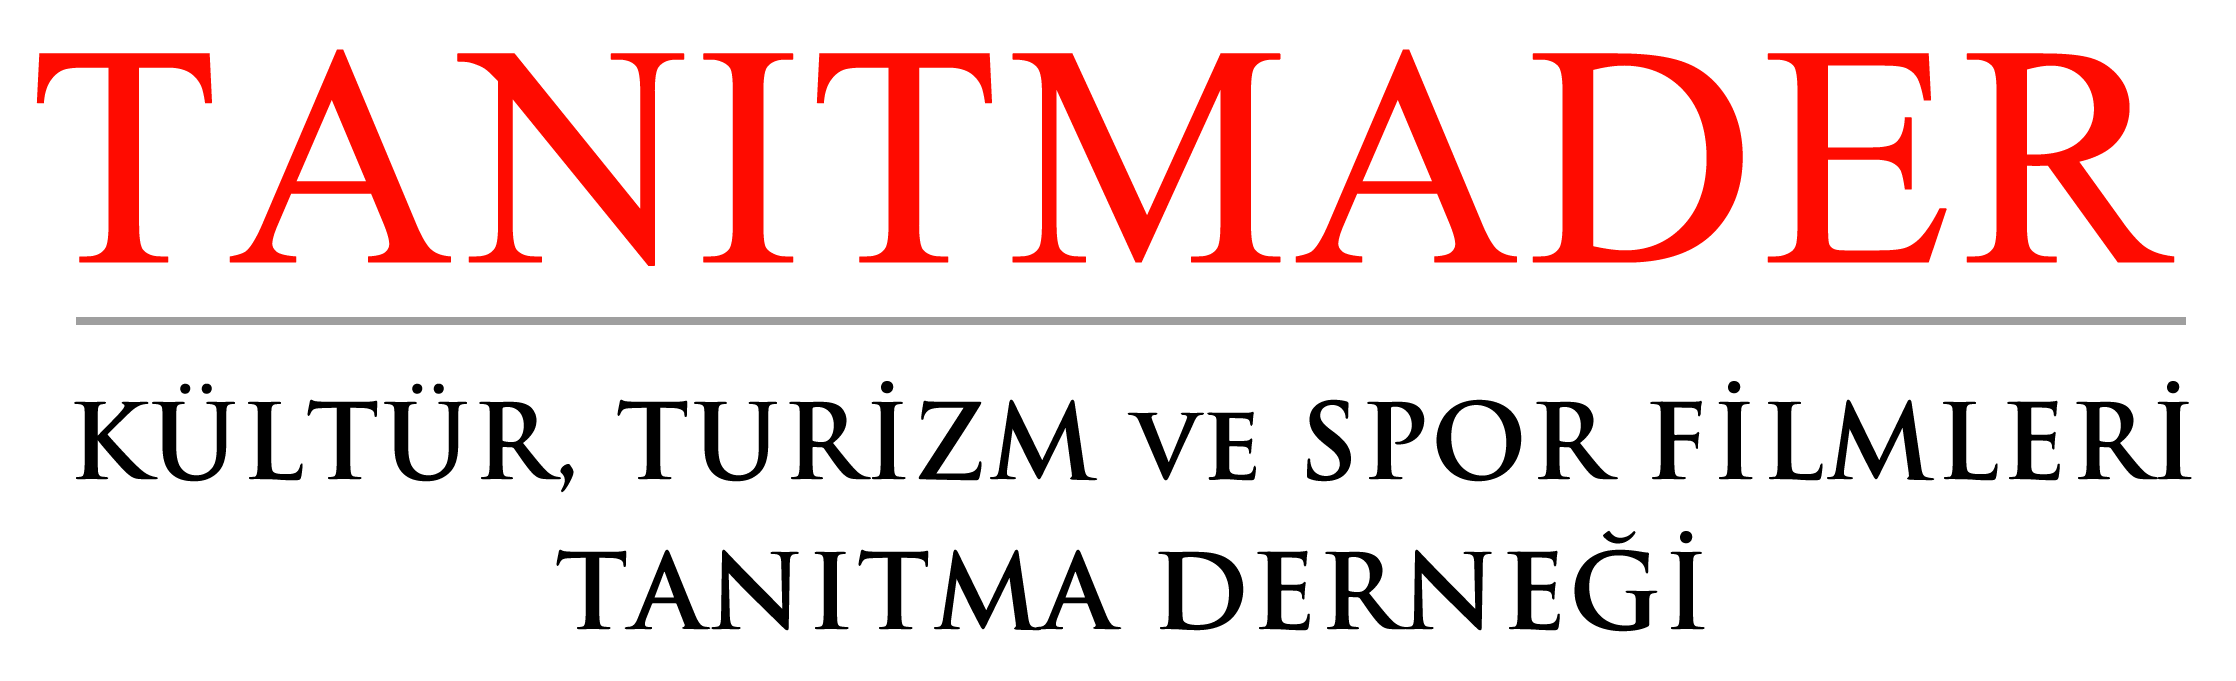 TANITMADER
KÜLTÜR, TURİZM VE SPOR FİLMLERİ
TANITMA DERNEĞİ